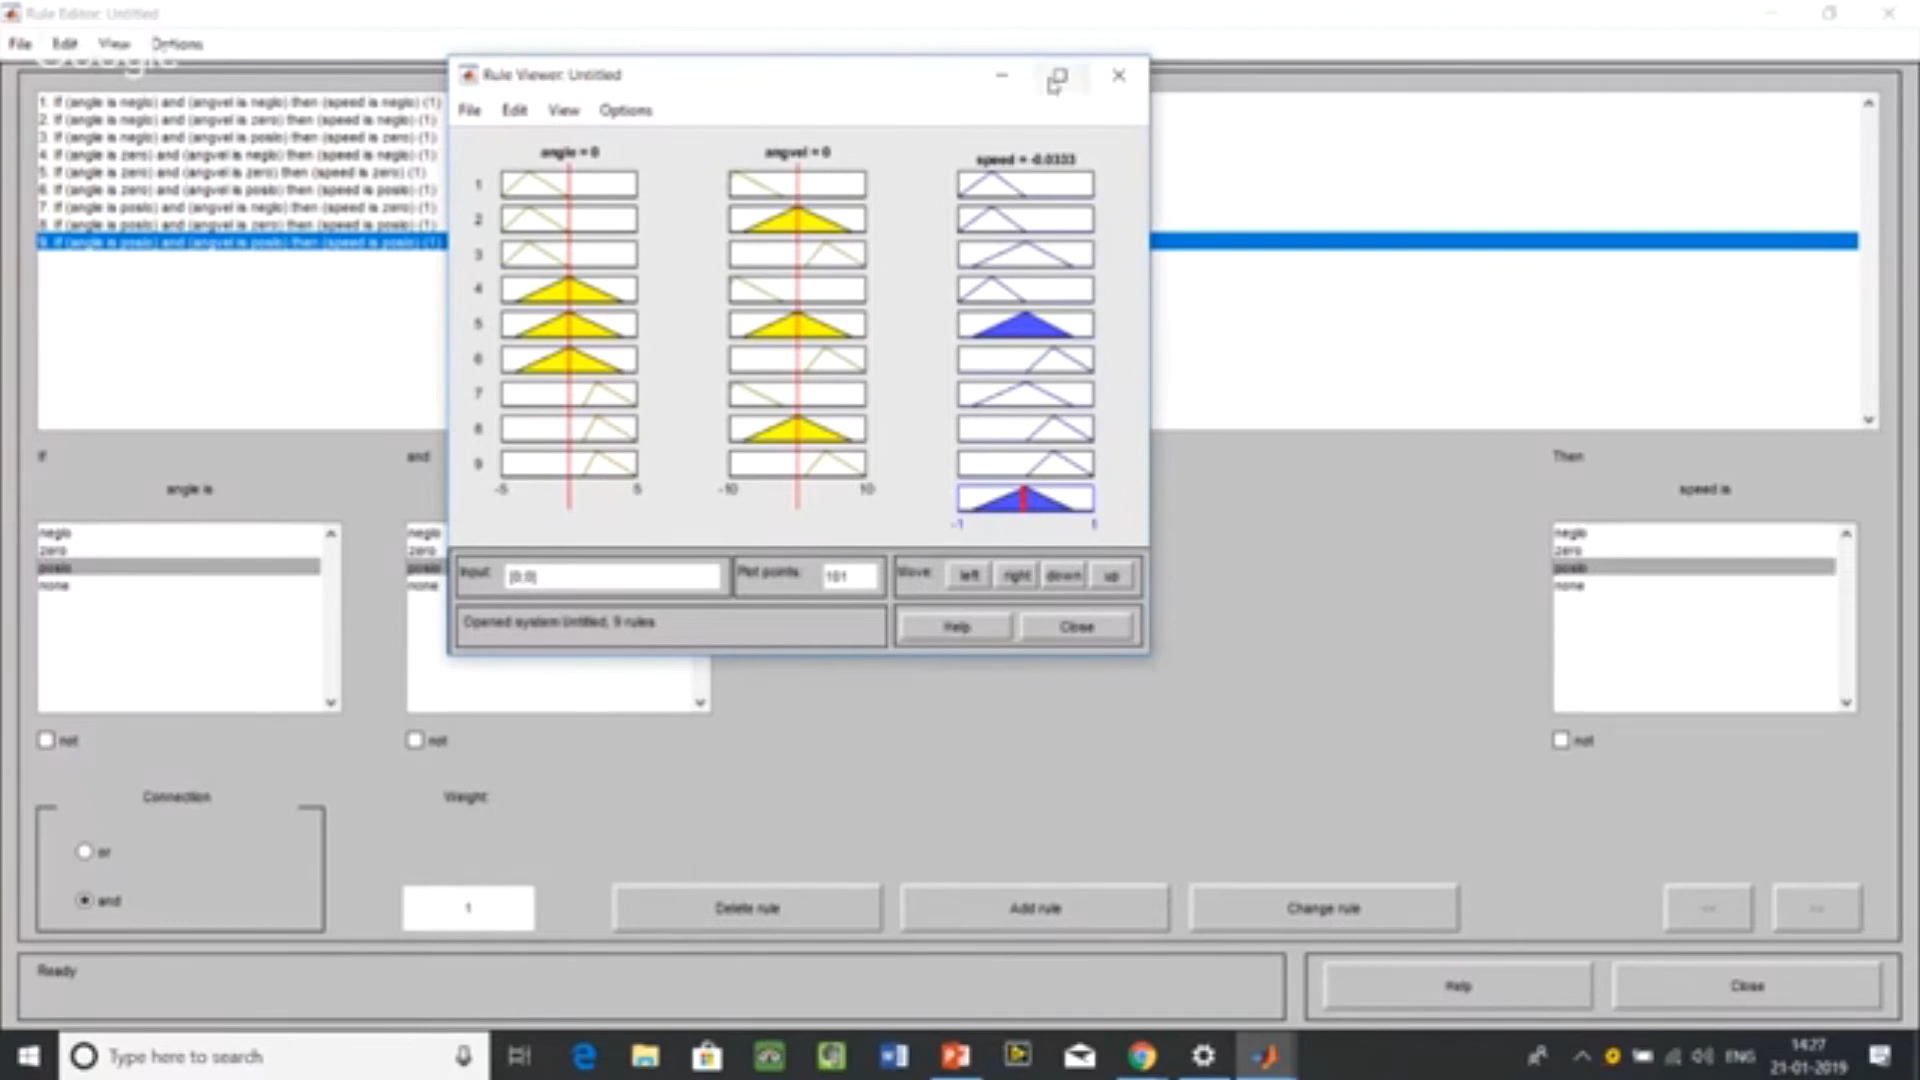 Rule Editor: Untitled
File Edit View Options
Google
1. If (angle is neglo) and (angvel is neglo) then (speed is neglo) (1)
2. If (angle is neglo) and (angvel is zero) then (speed is neglo) (1)
3. If (angle is neglo) and (angvel is poslo) then (speed is zero) (1)
4. If (angle is zero) and (angvel is neglo) then (speed is neglo) (1)
5. If (angle is zero) and (angvel is zero) then (speed is zero) (1)
6. If (angle is zero) and (angvel is poslo) then (speed is poslo) (1)
7. If (angle is poslo) and (angvel is neglo) then (speed is zero) (1)
8. If (angle is poslo) and (angvel is zero) then (speed is poslo) (1)
9. If (angle is poslo) and (angvel is poslo) then (speed is poslo) (1)
Rule Viewer: Untitled
File Edit View Options
angle = 0 angvel = 0 speed = -0.0333
1
2
3
4
5
6
7
8
9
-5 5 -10 10
-1 1
Input: [0;0] Plot points: 101 Move: left right down up
Opened system Untitled, 9 rules Help Close
If and Then
angle is speed is
neglo
zero
poslo
none
neglo
zero
poslo
none
neglo
zero
poslo
none
not not not
Connection Weight:
or
and
1 Delete rule Add rule Change rule
Ready Help Close
Type here to search
ENG
14:27
21-01-2019